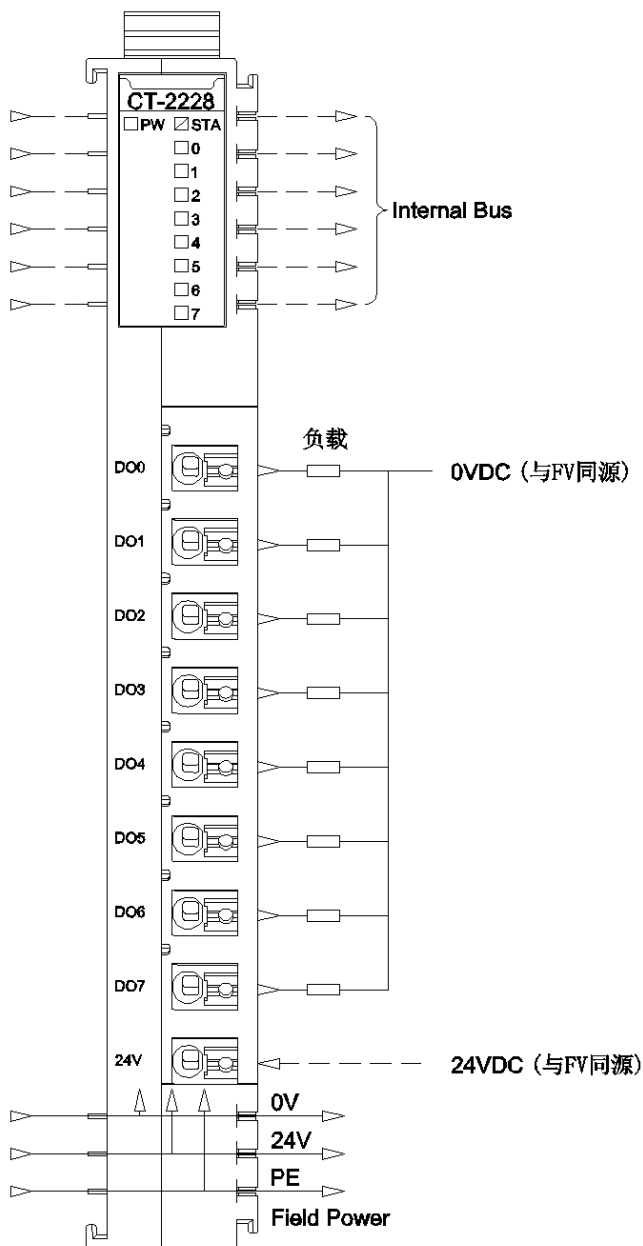 CT-2228
PW STA
0
1
2
3
4
5
6
7
Internal Bus
负载
DO0 0VDC (与FV同源)
DO1
DO2
DO3
DO4
DO5
DO6
DO7
24V 24VDC (与FV同源)
0V
24V
PE
Field Power